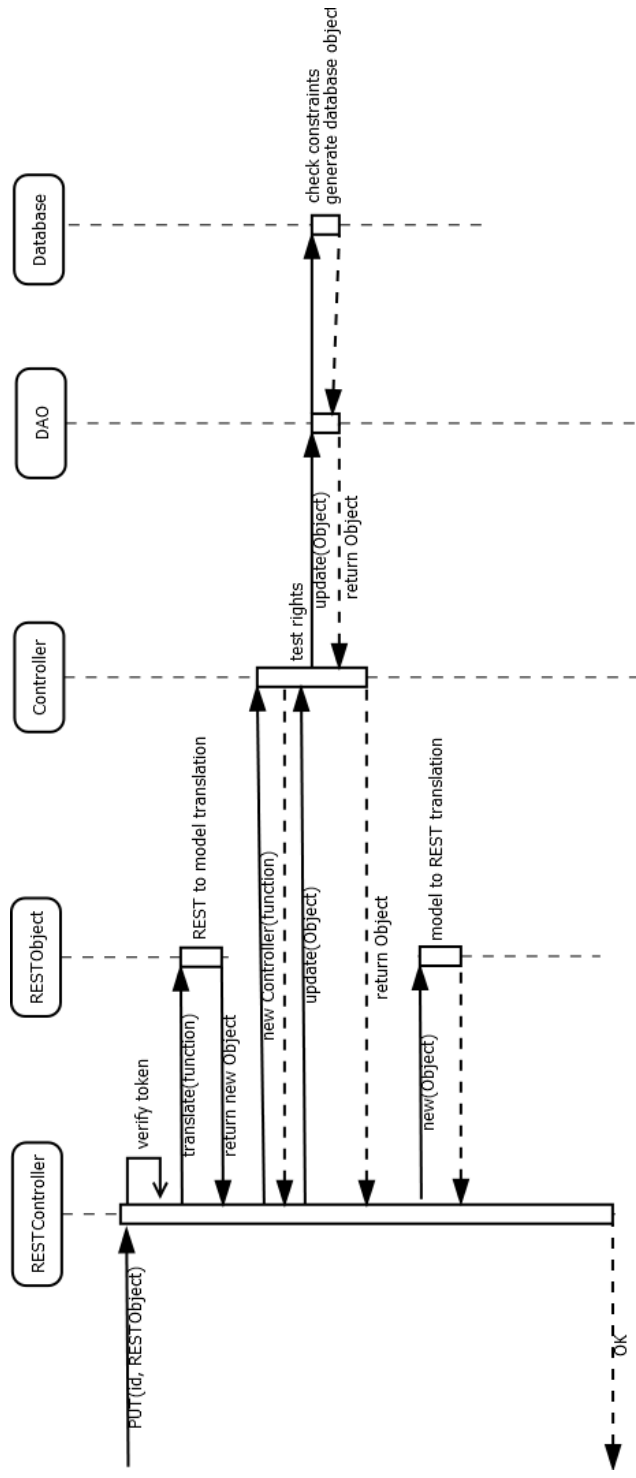 RESTController
RESTObject
Controller
DAO
Database
PUT(id, RESTObject)
verify token
translate(function)
REST to model translation
return new Object
new Controller(function)
update(Object)
test rights
update(Object)
check constraints
generate database object
return Object
return Object
new(Object)
model to REST translation
OK